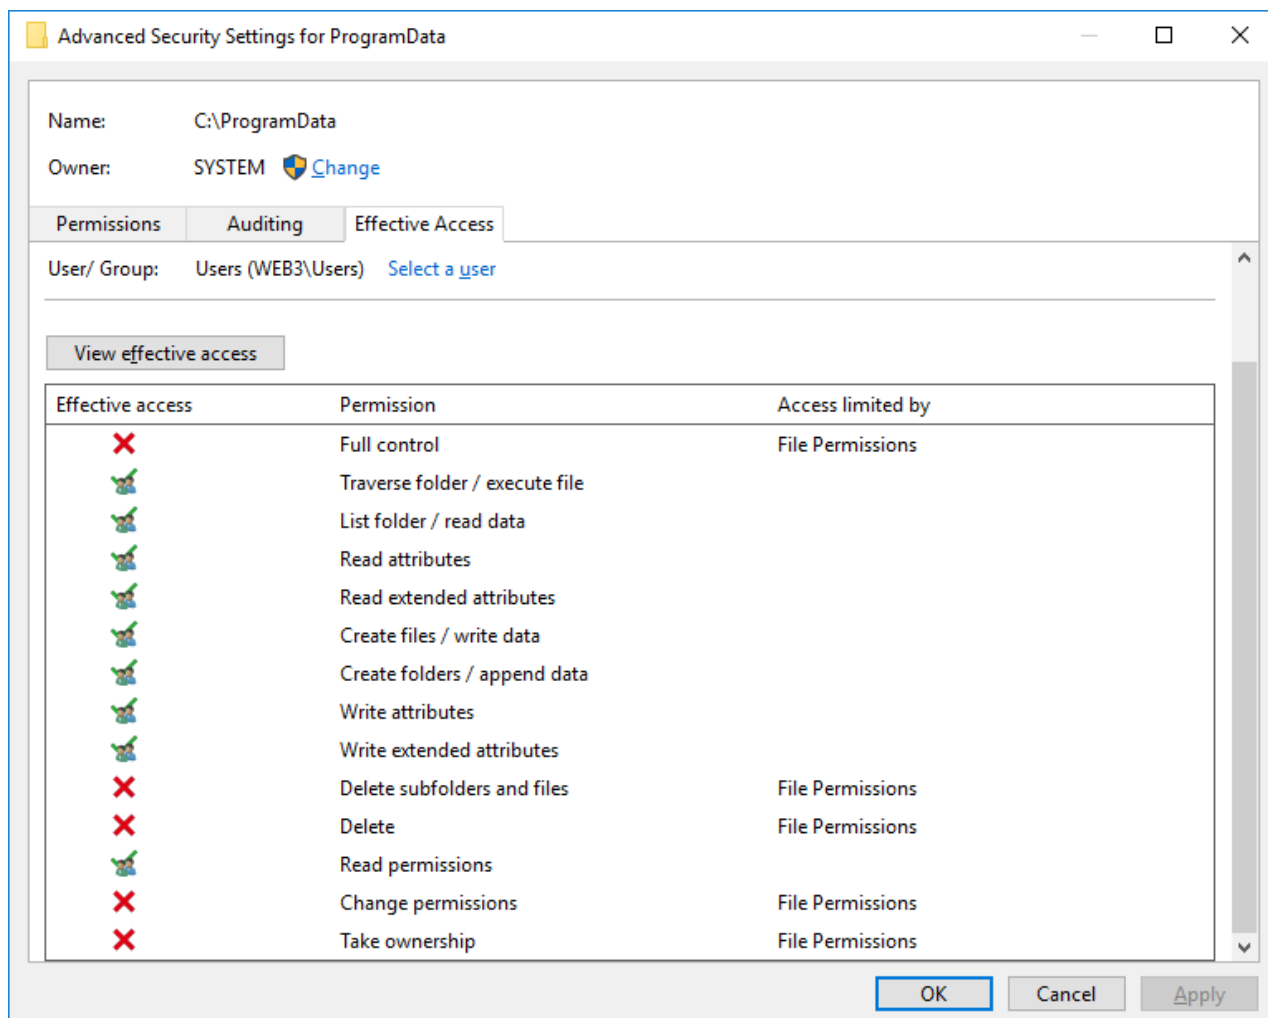 Advanced Security Settings for ProgramData
Name: C:\ProgramData
Owner: SYSTEM Change
Permissions Auditing Effective Access
User/ Group: Users (WEB3\Users) Select a user
View effective access
Effective access Permission Access limited by
Full control File Permissions
Traverse folder / execute file
List folder / read data
Read attributes
Read extended attributes
Create files / write data
Create folders / append data
Write attributes
Write extended attributes
Delete subfolders and files File Permissions
Delete File Permissions
Read permissions
Change permissions File Permissions
Take ownership File Permissions
OK Cancel Apply